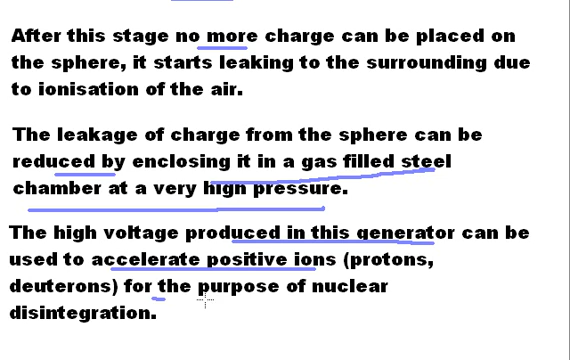 After this stage no more charge can be placed on
the sphere, it starts leaking to the surrounding due
to ionisation of the air.
The leakage of charge from the sphere can be
reduced by enclosing it in a gas filled steel
chamber at a very high pressure.
The high voltage produced in this generator can be
used to accelerate positive ions (protons,
deuterons) for the purpose of nuclear
disintegration.